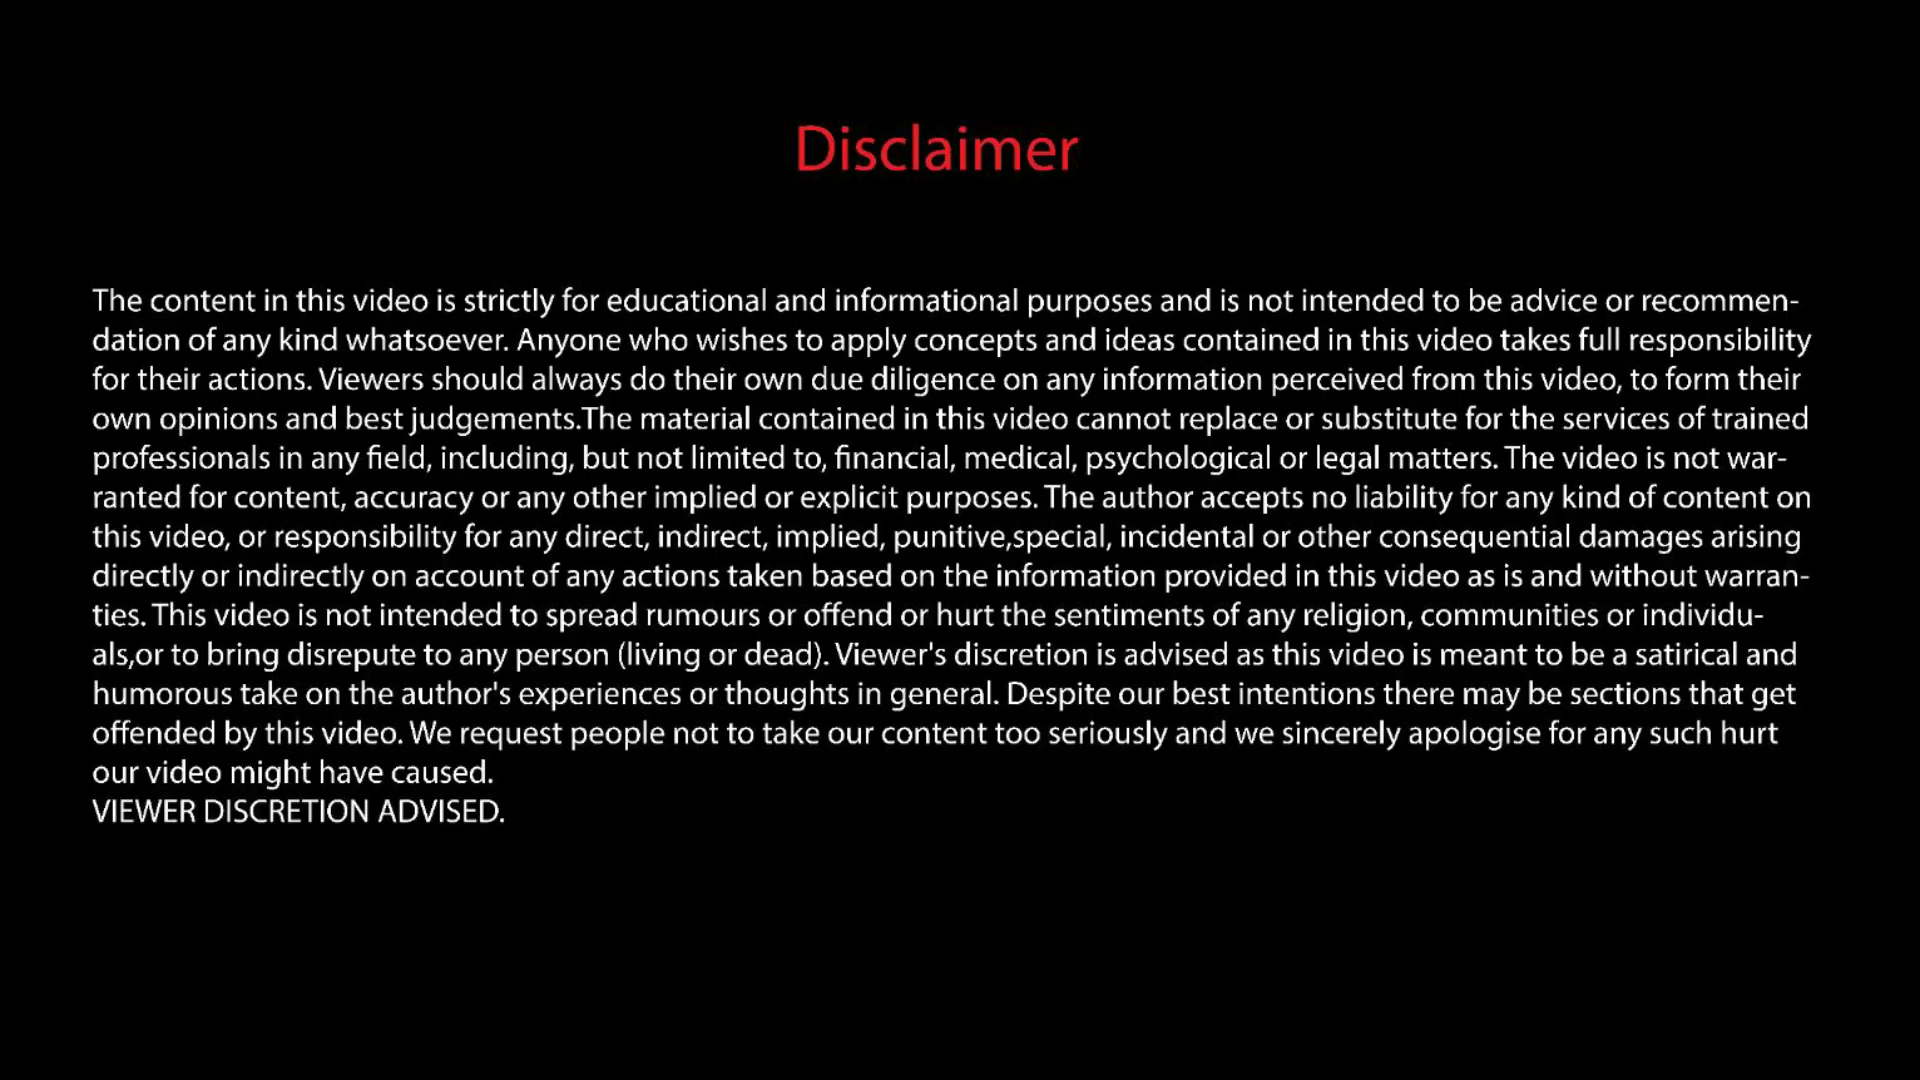 Disclaimer
The content in this video is strictly for educational and informational purposes and is not intended to be advice or recommen-
dation of any kind whatsoever. Anyone who wishes to apply concepts and ideas contained in this video takes full responsibility
for their actions. Viewers should always do their own due diligence on any information perceived from this video, to form their
own opinions and best judgements.The material contained in this video cannot replace or substitute for the services of trained
professionals in any field, including, but not limited to, financial, medical, psychological or legal matters. The video is not war-
ranted for content, accuracy or any other implied or explicit purposes. The author accepts no liability for any kind of content on
this video, or responsibility for any direct, indirect, implied, punitive,special, incidental or other consequential damages arising
directly or indirectly on account of any actions taken based on the information provided in this video as is and without warran-
ties. This video is not intended to spread rumours or offend or hurt the sentiments of any religion, communities or individu-
als,or to bring disrepute to any person (living or dead). Viewer's discretion is advised as this video is meant to be a satirical and
humorous take on the author's experiences or thoughts in general. Despite our best intentions there may be sections that get
offended by this video. We request people not to take our content too seriously and we sincerely apologise for any such hurt
our video might have caused.
VIEWER DISCRETION ADVISED.